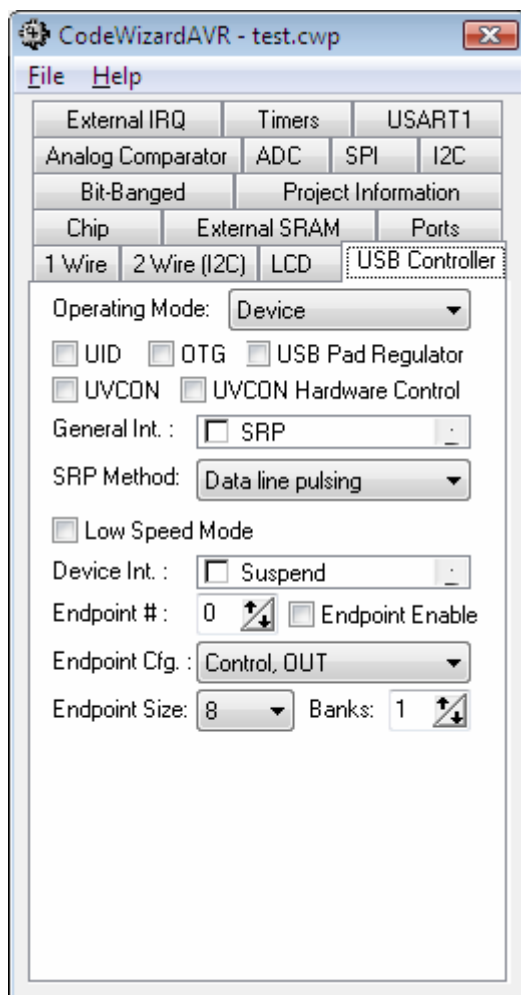 CodeWizardAVR - test.cwp
File Help
External IRQ Timers USART1
Analog Comparator ADC SPI I2C
Bit-Banged Project Information
Chip External SRAM Ports
1 Wire 2 Wire (I2C) LCD USB Controller
Operating Mode: Device
UID OTG USB Pad Regulator
UVCON UVCON Hardware Control
General Int. : SRP
SRP Method: Data line pulsing
Low Speed Mode
Device Int. : Suspend
Endpoint # : 0 Endpoint Enable
Endpoint Cfg. : Control, OUT
Endpoint Size: 8 Banks: 1